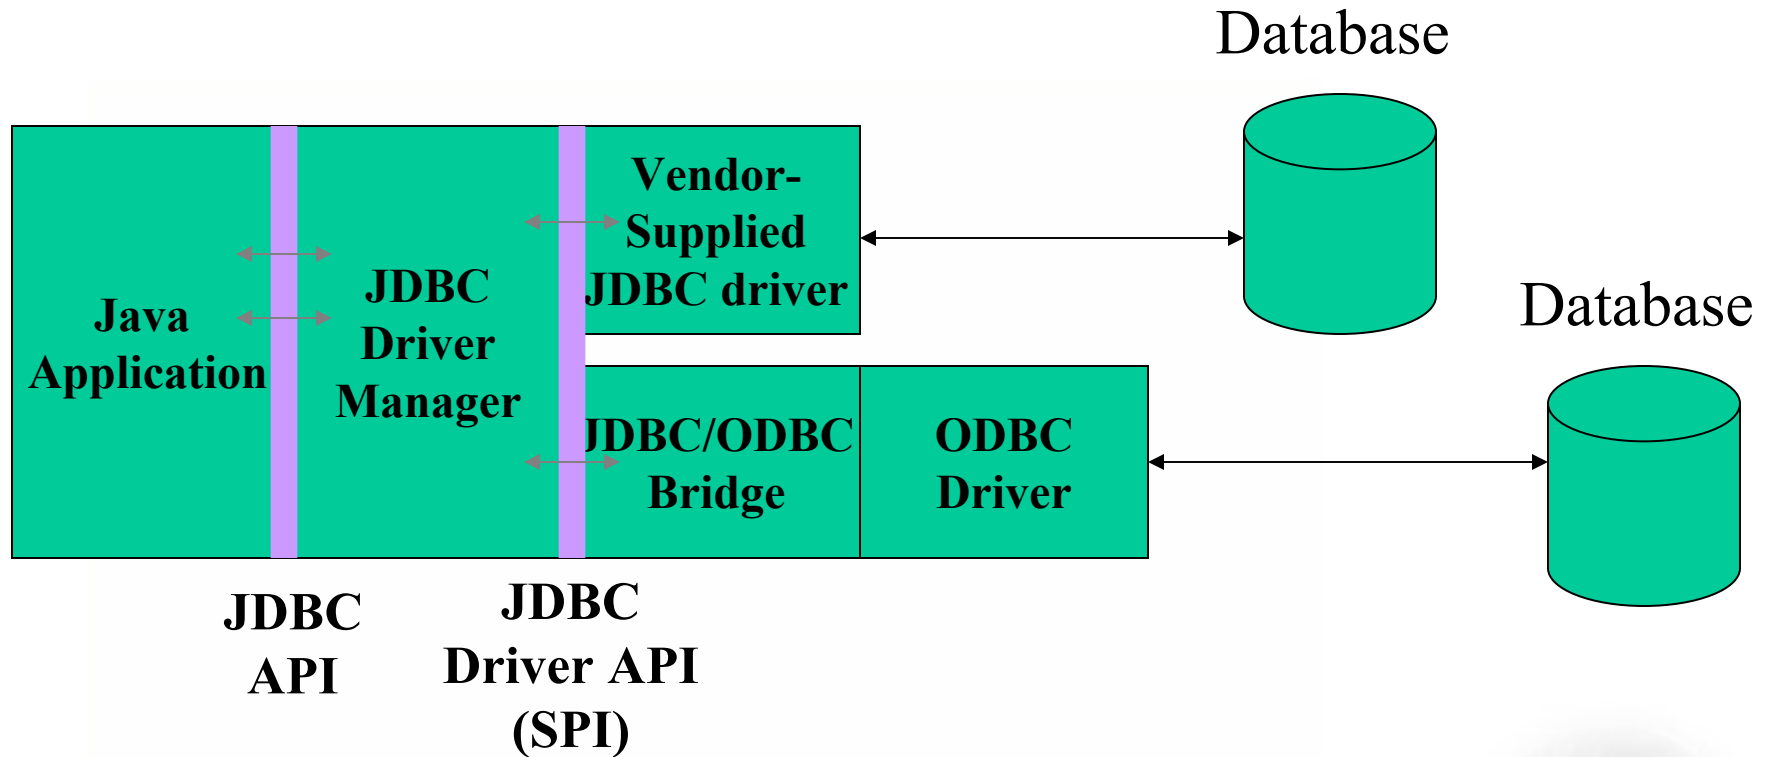 Database
Vendor-
Supplied
JDBC driver
Database
JDBC
Driver
Manager
Java
Application
JDBC/ODBC
Bridge
ODBC
Driver
JDBC
API
JDBC
Driver API
(SPI)